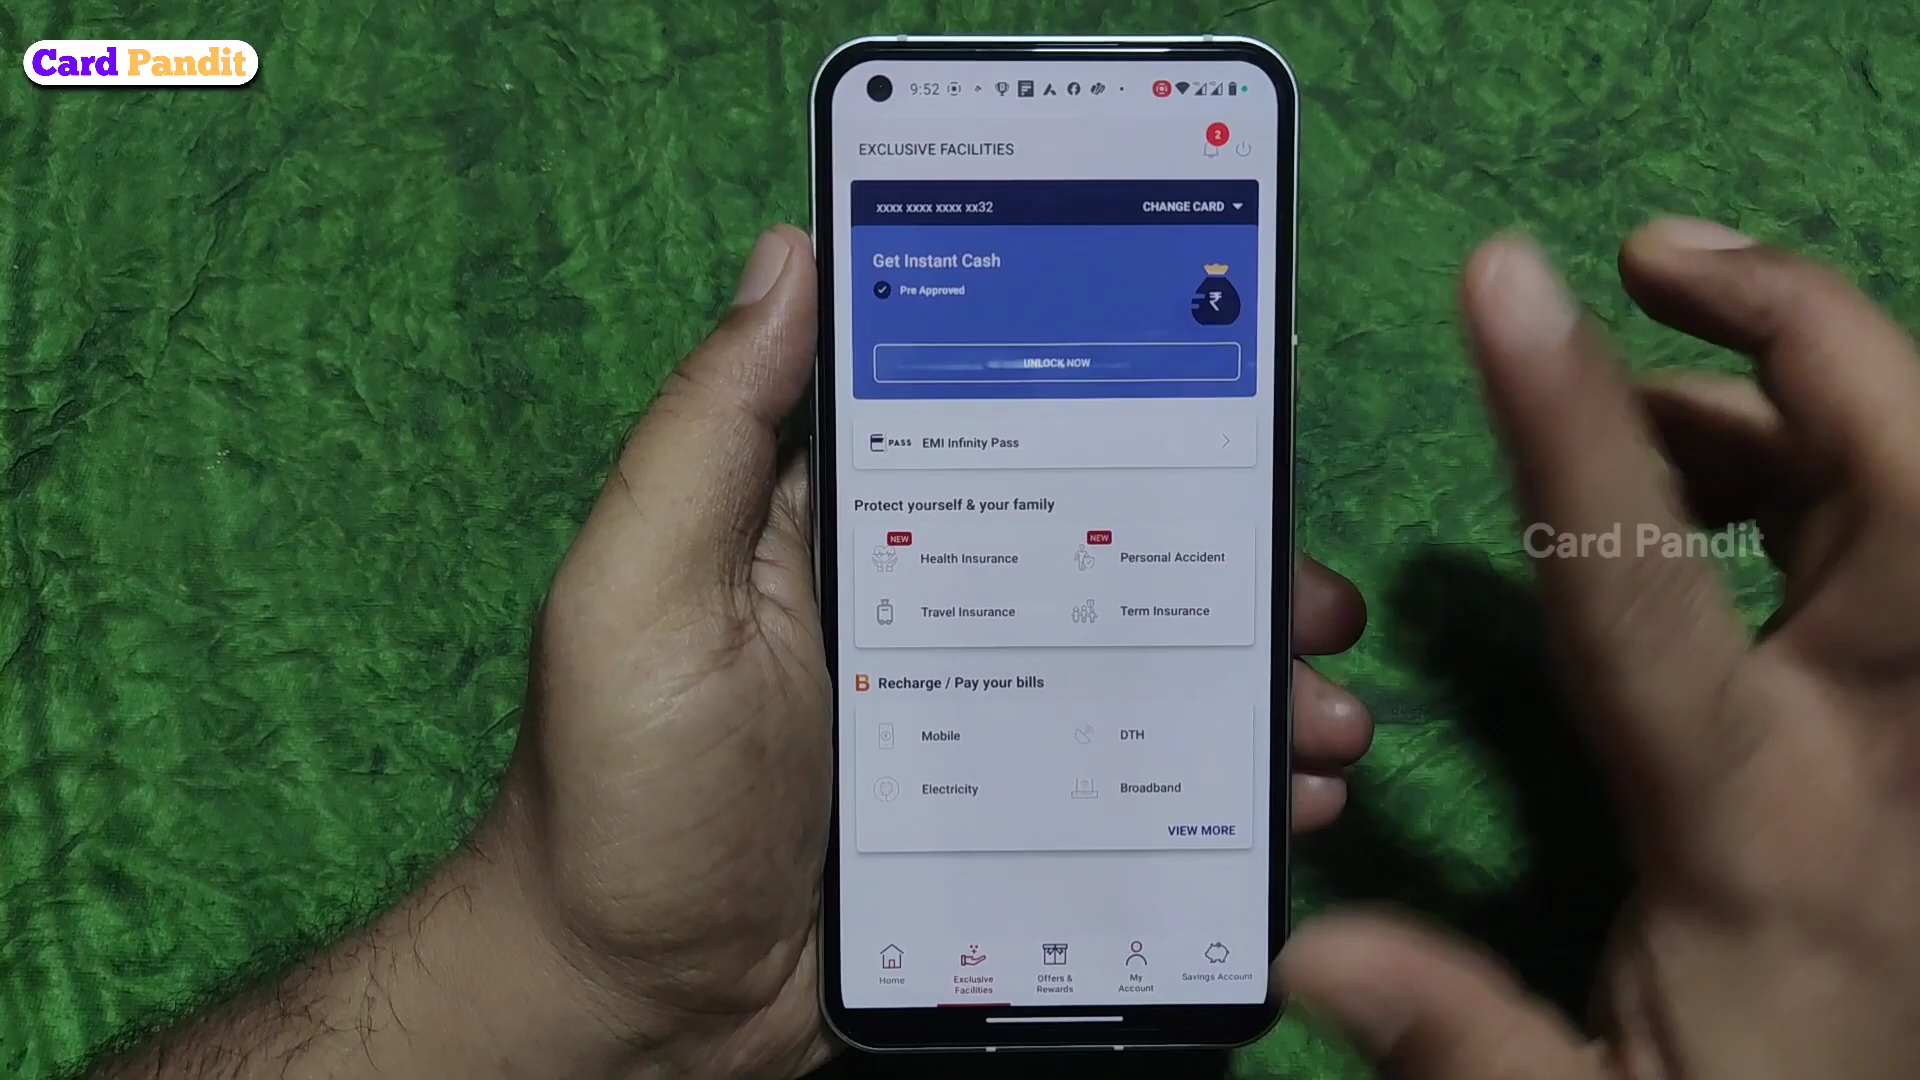 Card Pandit
9:52
EXCLUSIVE FACILITIES
2
xxxx xxxx xxxx xx32
CHANGE CARD
Get Instant Cash
Pre Approved
₹
UNLOCK NOW
PASS EMI Infinity Pass
Protect yourself & your family
NEW
Health Insurance
NEW
Personal Accident
Travel Insurance
Term Insurance
B Recharge / Pay your bills
Mobile
DTH
Electricity
Broadband
VIEW MORE
Home
Exclusive
Facilities
Offers &
Rewards
My
Account
Savings Account
Card Pandit